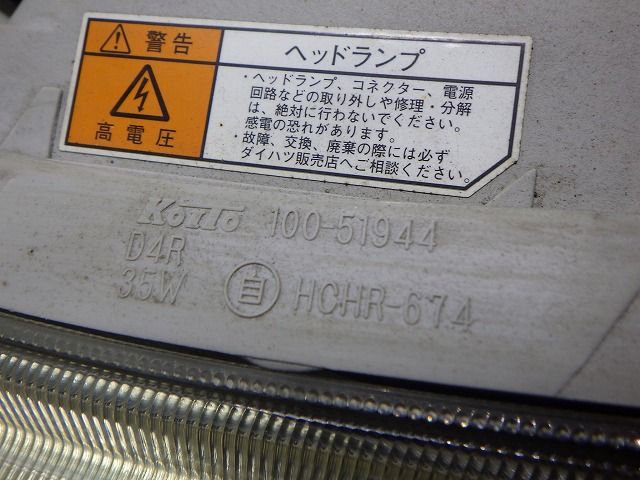 警告
高電圧
ヘッドランプ
・ヘッドランプ、コネクター、電源
回路などの取り外しや修理・分解
は、絶対に行わないでください。
感電の恐れがあります。
・故障、交換、廃棄の際には必ず
ダイハツ販売店へご相談ください。
KOITO 100-51944
D4R
35W 自 HCHR-674